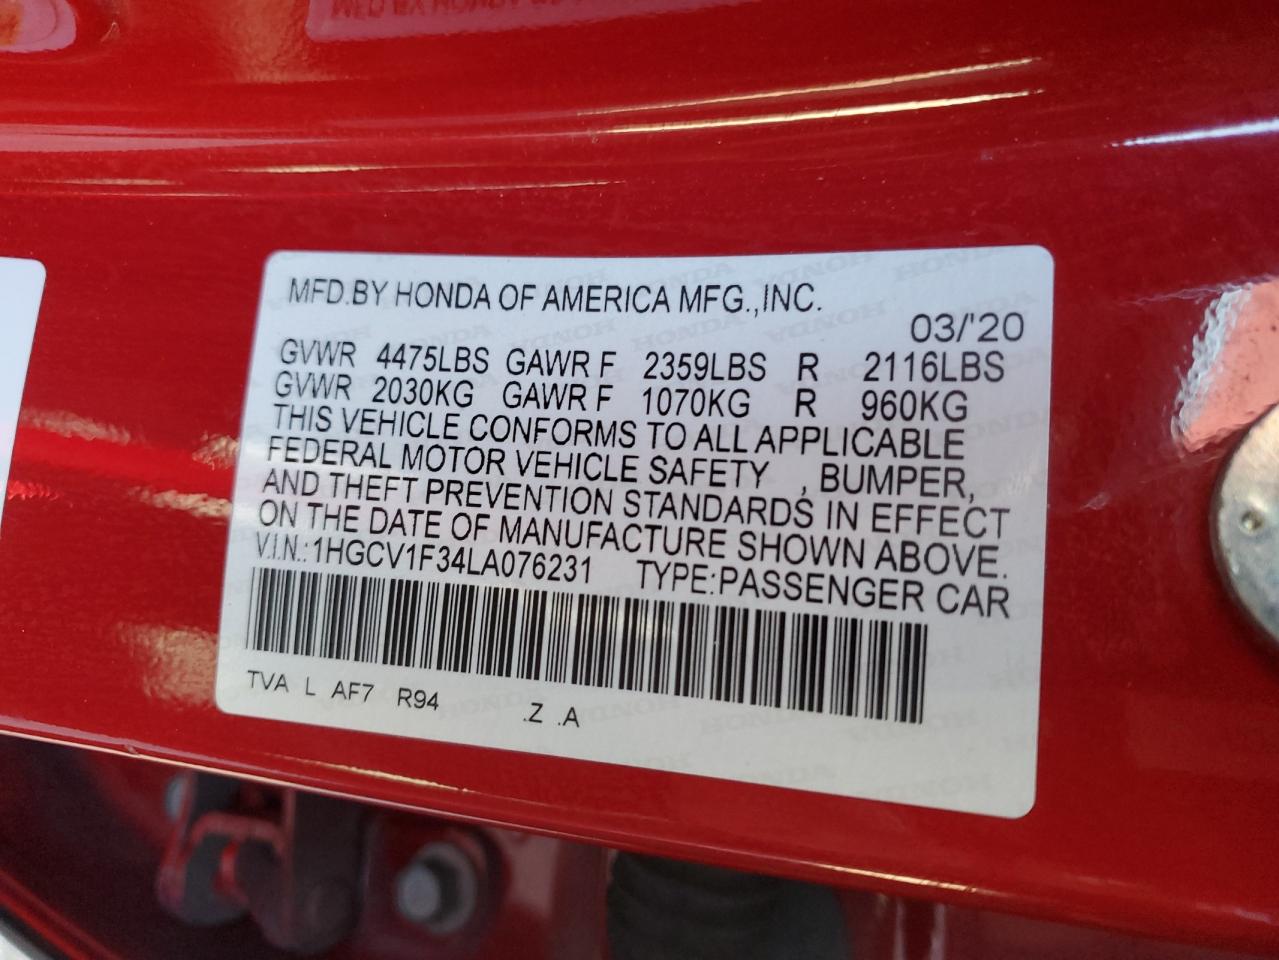 MFD.BY HONDA OF AMERICA MFG.,INC.
03/'20
GVWR 4475LBS GAWR F 2359LBS R 2116LBS
GVWR 2030KG GAWR F 1070KG R 960KG
THIS VEHICLE CONFORMS TO ALL APPLICABLE
FEDERAL MOTOR VEHICLE SAFETY , BUMPER,
AND THEFT PREVENTION STANDARDS IN EFFECT
ON THE DATE OF MANUFACTURE SHOWN ABOVE.
V.I.N.:1HGCV1F34LA076231 TYPE:PASSENGER CAR
TVA L AF7 R94 .Z .A